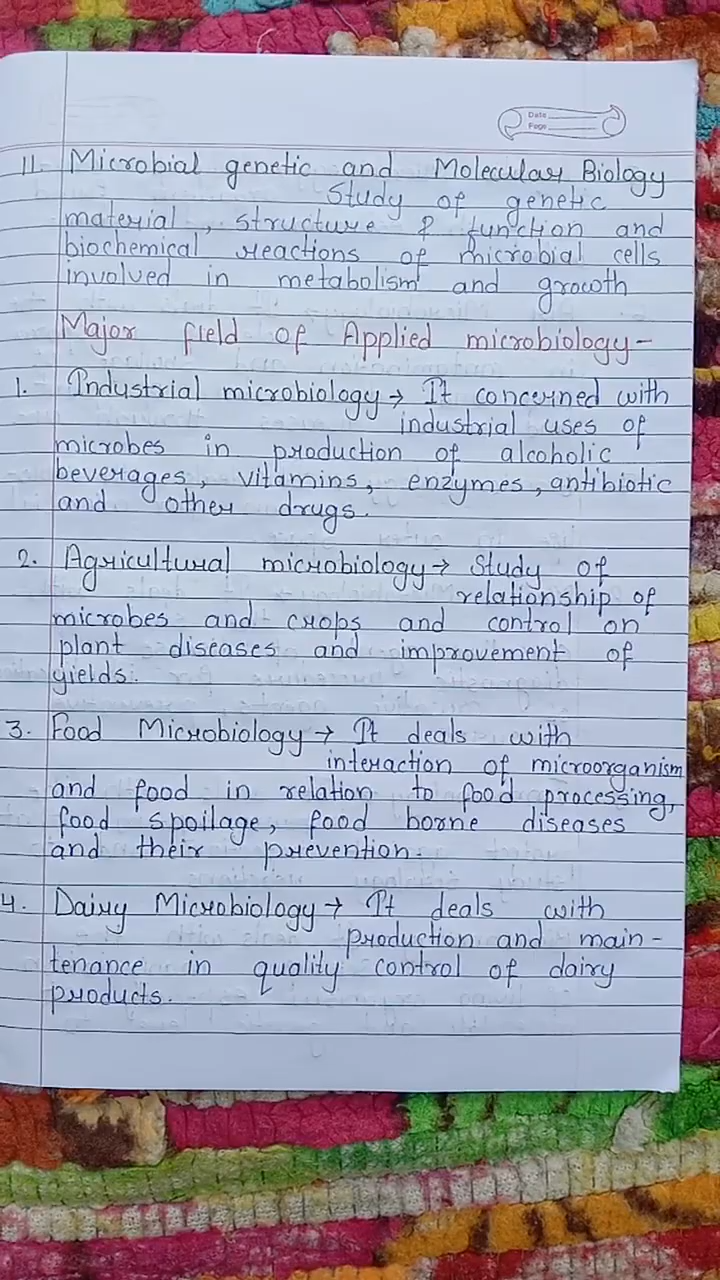 Date
Page
11. Microbial genetic and Molecular Biology
Study of genetic
material, structure & function and
biochemical reactions of microbial cells
involved in metabolism and growth
Major field of Applied microbiology-
1. Industrial microbiology → It concerned with
industrial uses of
microbes in production of alcoholic
beverages, vitamins, enzymes, antibiotic
and other drugs.
2. Agricultural microbiology → Study of
relationship of
microbes and crops and control on
plant diseases and improvement of
yields.
3. Food Microbiology → It deals with
interaction of microorganism
and food in relation to food processing,
food spoilage, food borne diseases
and their prevention.
4. Dairy Microbiology → It deals with
production and main-
tenance in quality control of dairy
products.